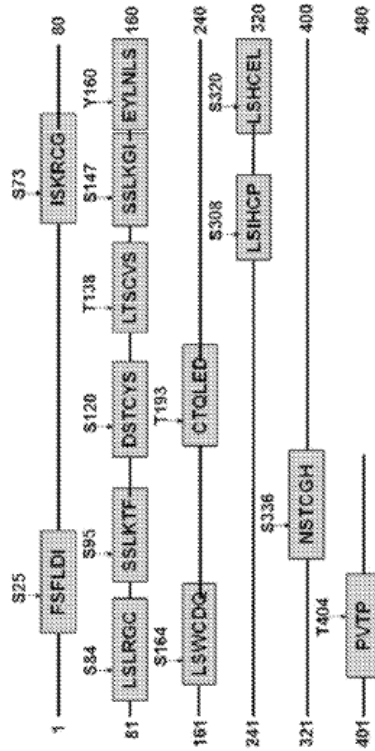 S25 S73
1 FSFLDI ISKRCG 80
S84 S95 S120 T138 S147 Y160
81 LSLRGC SSLKTF DSTCYS LTSCVS SSLKGI EYLNLS 160
S164 T193
161 LSWCDQ CTQLED 240
S308 S320
241 LSIHCP LSHCEL 320
S336
321 NSTCGH 400
T404
401 PVTP 480